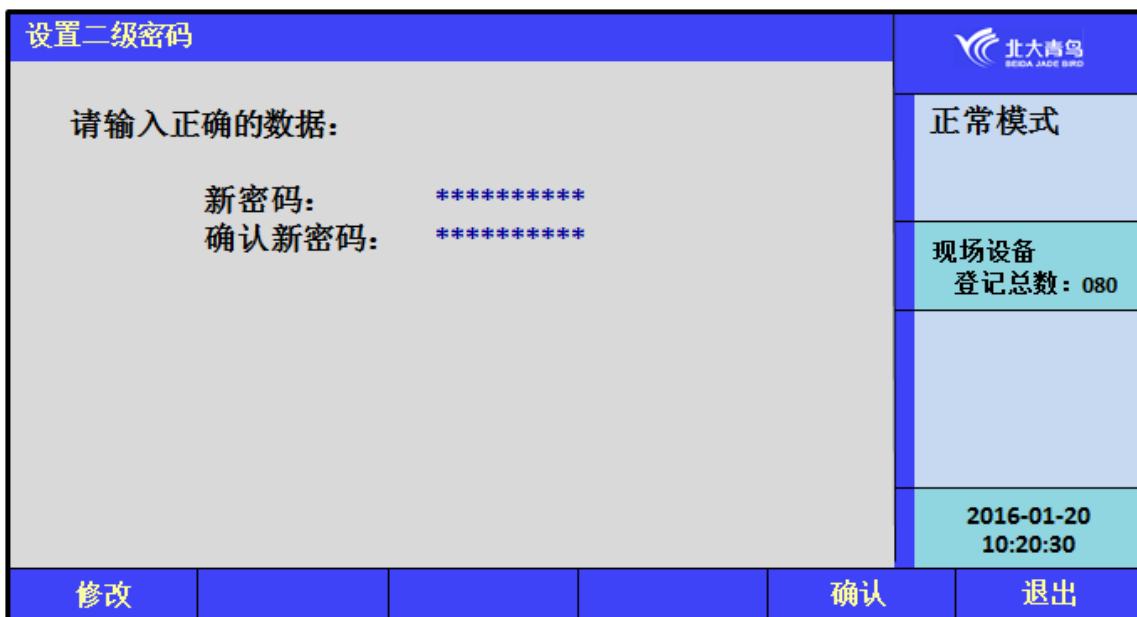 设置二级密码
北大青鸟
BEIDA JADE BIRD
请输入正确的数据：
正常模式
新密码： **********
确认新密码： **********
现场设备
登记总数：080
2016-01-20
10:20:30
修改 确认 退出